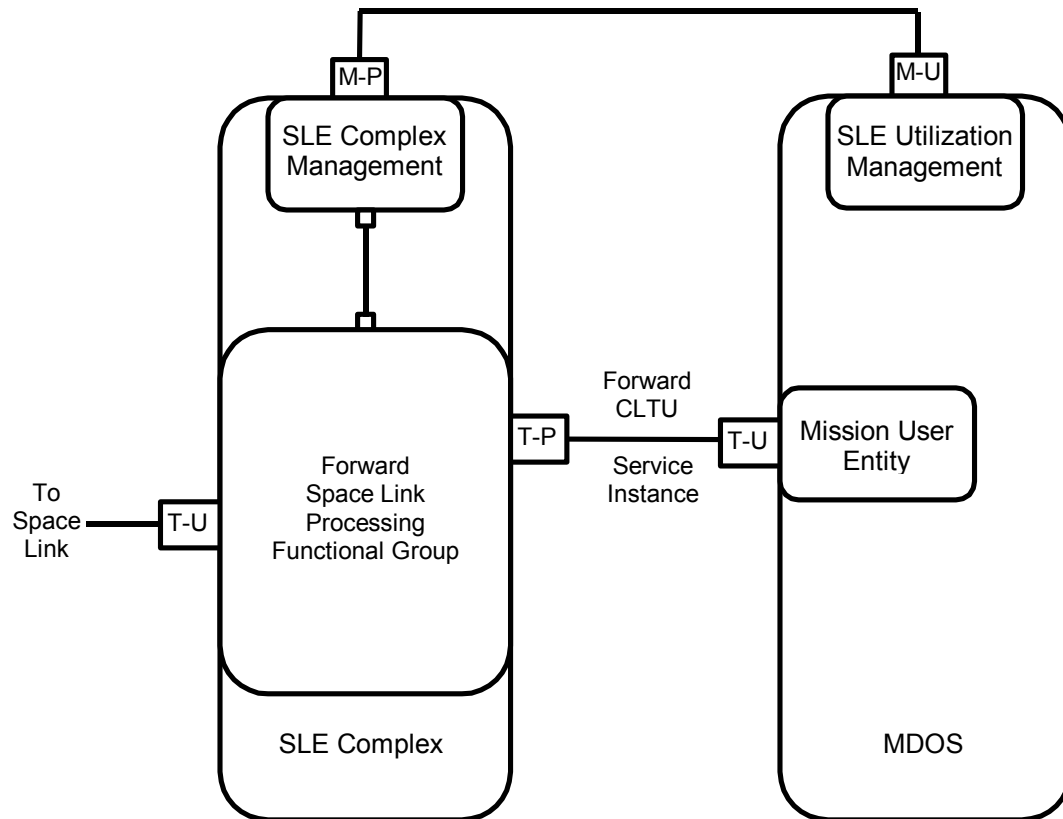 M-P
M-U
SLE Complex
Management
SLE Utilization
Management
Forward
CLTU
T-P
T-U
Mission User
Entity
Service
Instance
To
Space
Link
T-U
Forward
Space Link
Processing
Functional Group
SLE Complex
MDOS